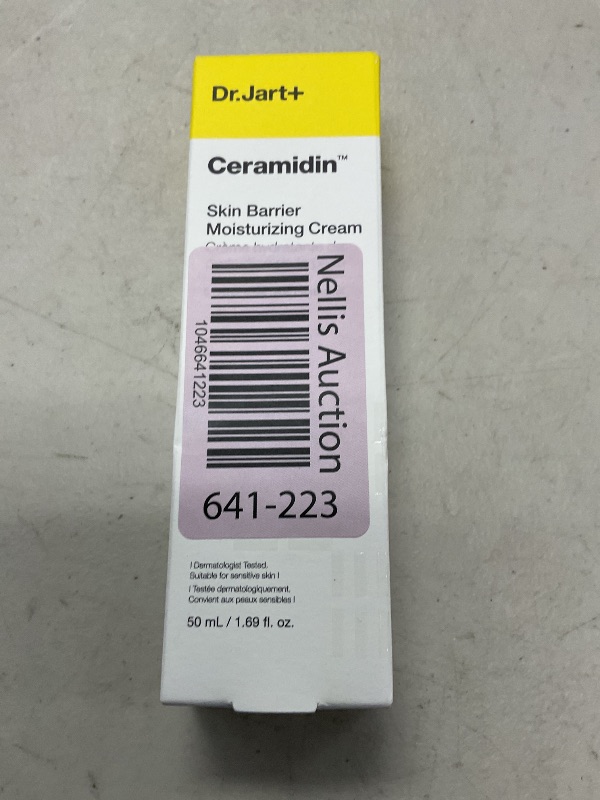 Dr.Jart+
Ceramidin™
Skin Barrier
Moisturizing Cream
Nellis Auction
1046641223
641-223
| Dermatologist Tested.
Suitable for sensitive skin |
| Testée dermatologiquement.
Convient aux peaux sensibles |
50 mL / 1.69 fl. oz.